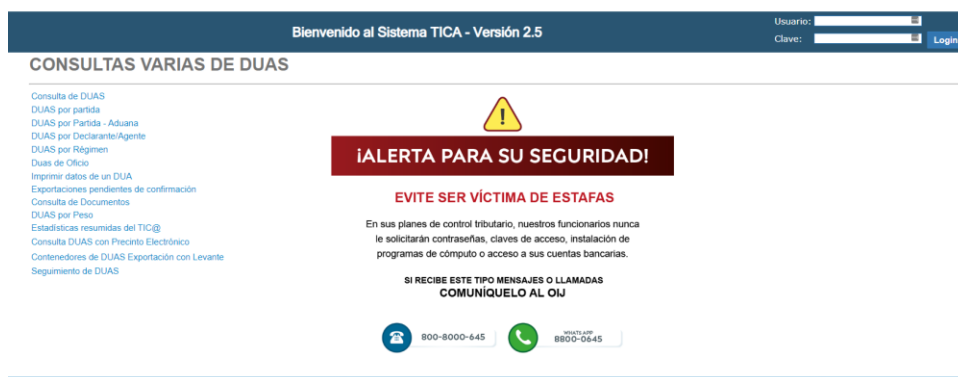 Bienvenido al Sistema TICA - Versión 2.5
Usuario:
Clave:
Login
CONSULTAS VARIAS DE DUAS
Consulta de DUAS
DUAS por partida
DUAS por Partida - Aduana
DUAS por Declarante/Agente
DUAS por Régimen
Duas de Oficio
Imprimir datos de un DUA
Exportaciones pendientes de confirmación
Consulta de Documentos
DUAS por Peso
Estadísticas resumidas del TIC@
Consulta DUAS con Precinto Electrónico
Contenedores de DUAS Exportación con Levante
Seguimiento de DUAS
¡ALERTA PARA SU SEGURIDAD!
EVITE SER VÍCTIMA DE ESTAFAS
En sus planes de control tributario, nuestros funcionarios nunca
le solicitarán contraseñas, claves de acceso, instalación de
programas de cómputo o acceso a sus cuentas bancarias.
SI RECIBE ESTE TIPO MENSAJES O LLAMADAS
COMUNÍQUELO AL OIJ
800-8000-645
WHATSAPP
8800-0645